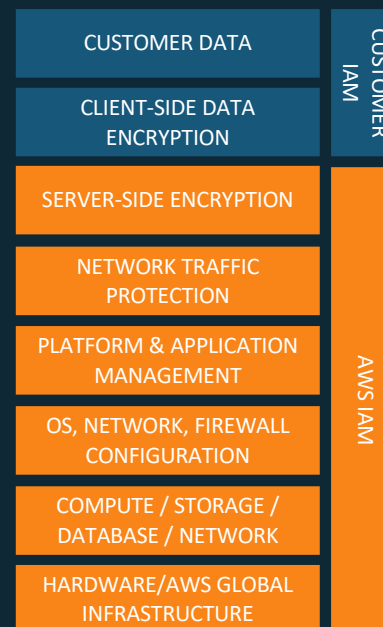 CUSTOMER DATA
CLIENT-SIDE DATA
ENCRYPTION
SERVER-SIDE ENCRYPTION
NETWORK TRAFFIC
PROTECTION
PLATFORM & APPLICATION
MANAGEMENT
OS, NETWORK, FIREWALL
CONFIGURATION
COMPUTE / STORAGE /
DATABASE / NETWORK
HARDWARE/AWS GLOBAL
INFRASTRUCTURE
CUSTOMER
IAM
AWS IAM